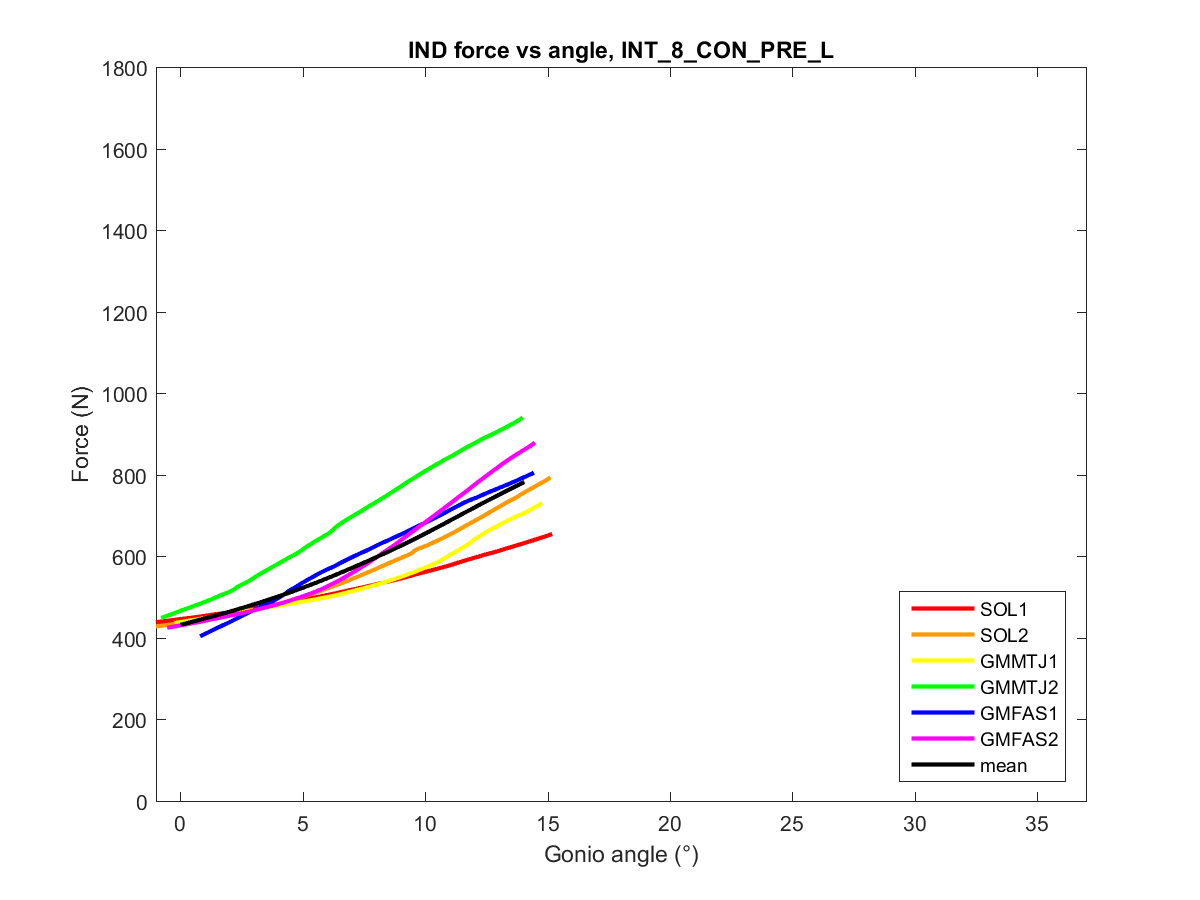 IND force vs angle, INT_8_CON_PRE_L
1800
1600
1400
1200
1000
800
600
400
200
0
Force (N)
0 5 10 15 20 25 30 35
Gonio angle (°)
SOL1
SOL2
GMMTJ1
GMMTJ2
GMFAS1
GMFAS2
mean